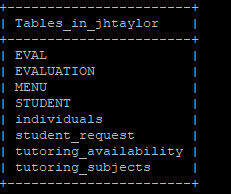 +-----------------------+
| Tables_in_jhtaylor    |
+-----------------------+
| EVAL                  |
| EVALUATION            |
| MENU                  |
| STUDENT               |
| individuals           |
| student_request       |
| tutoring_availability |
| tutoring_subjects     |
+-----------------------+